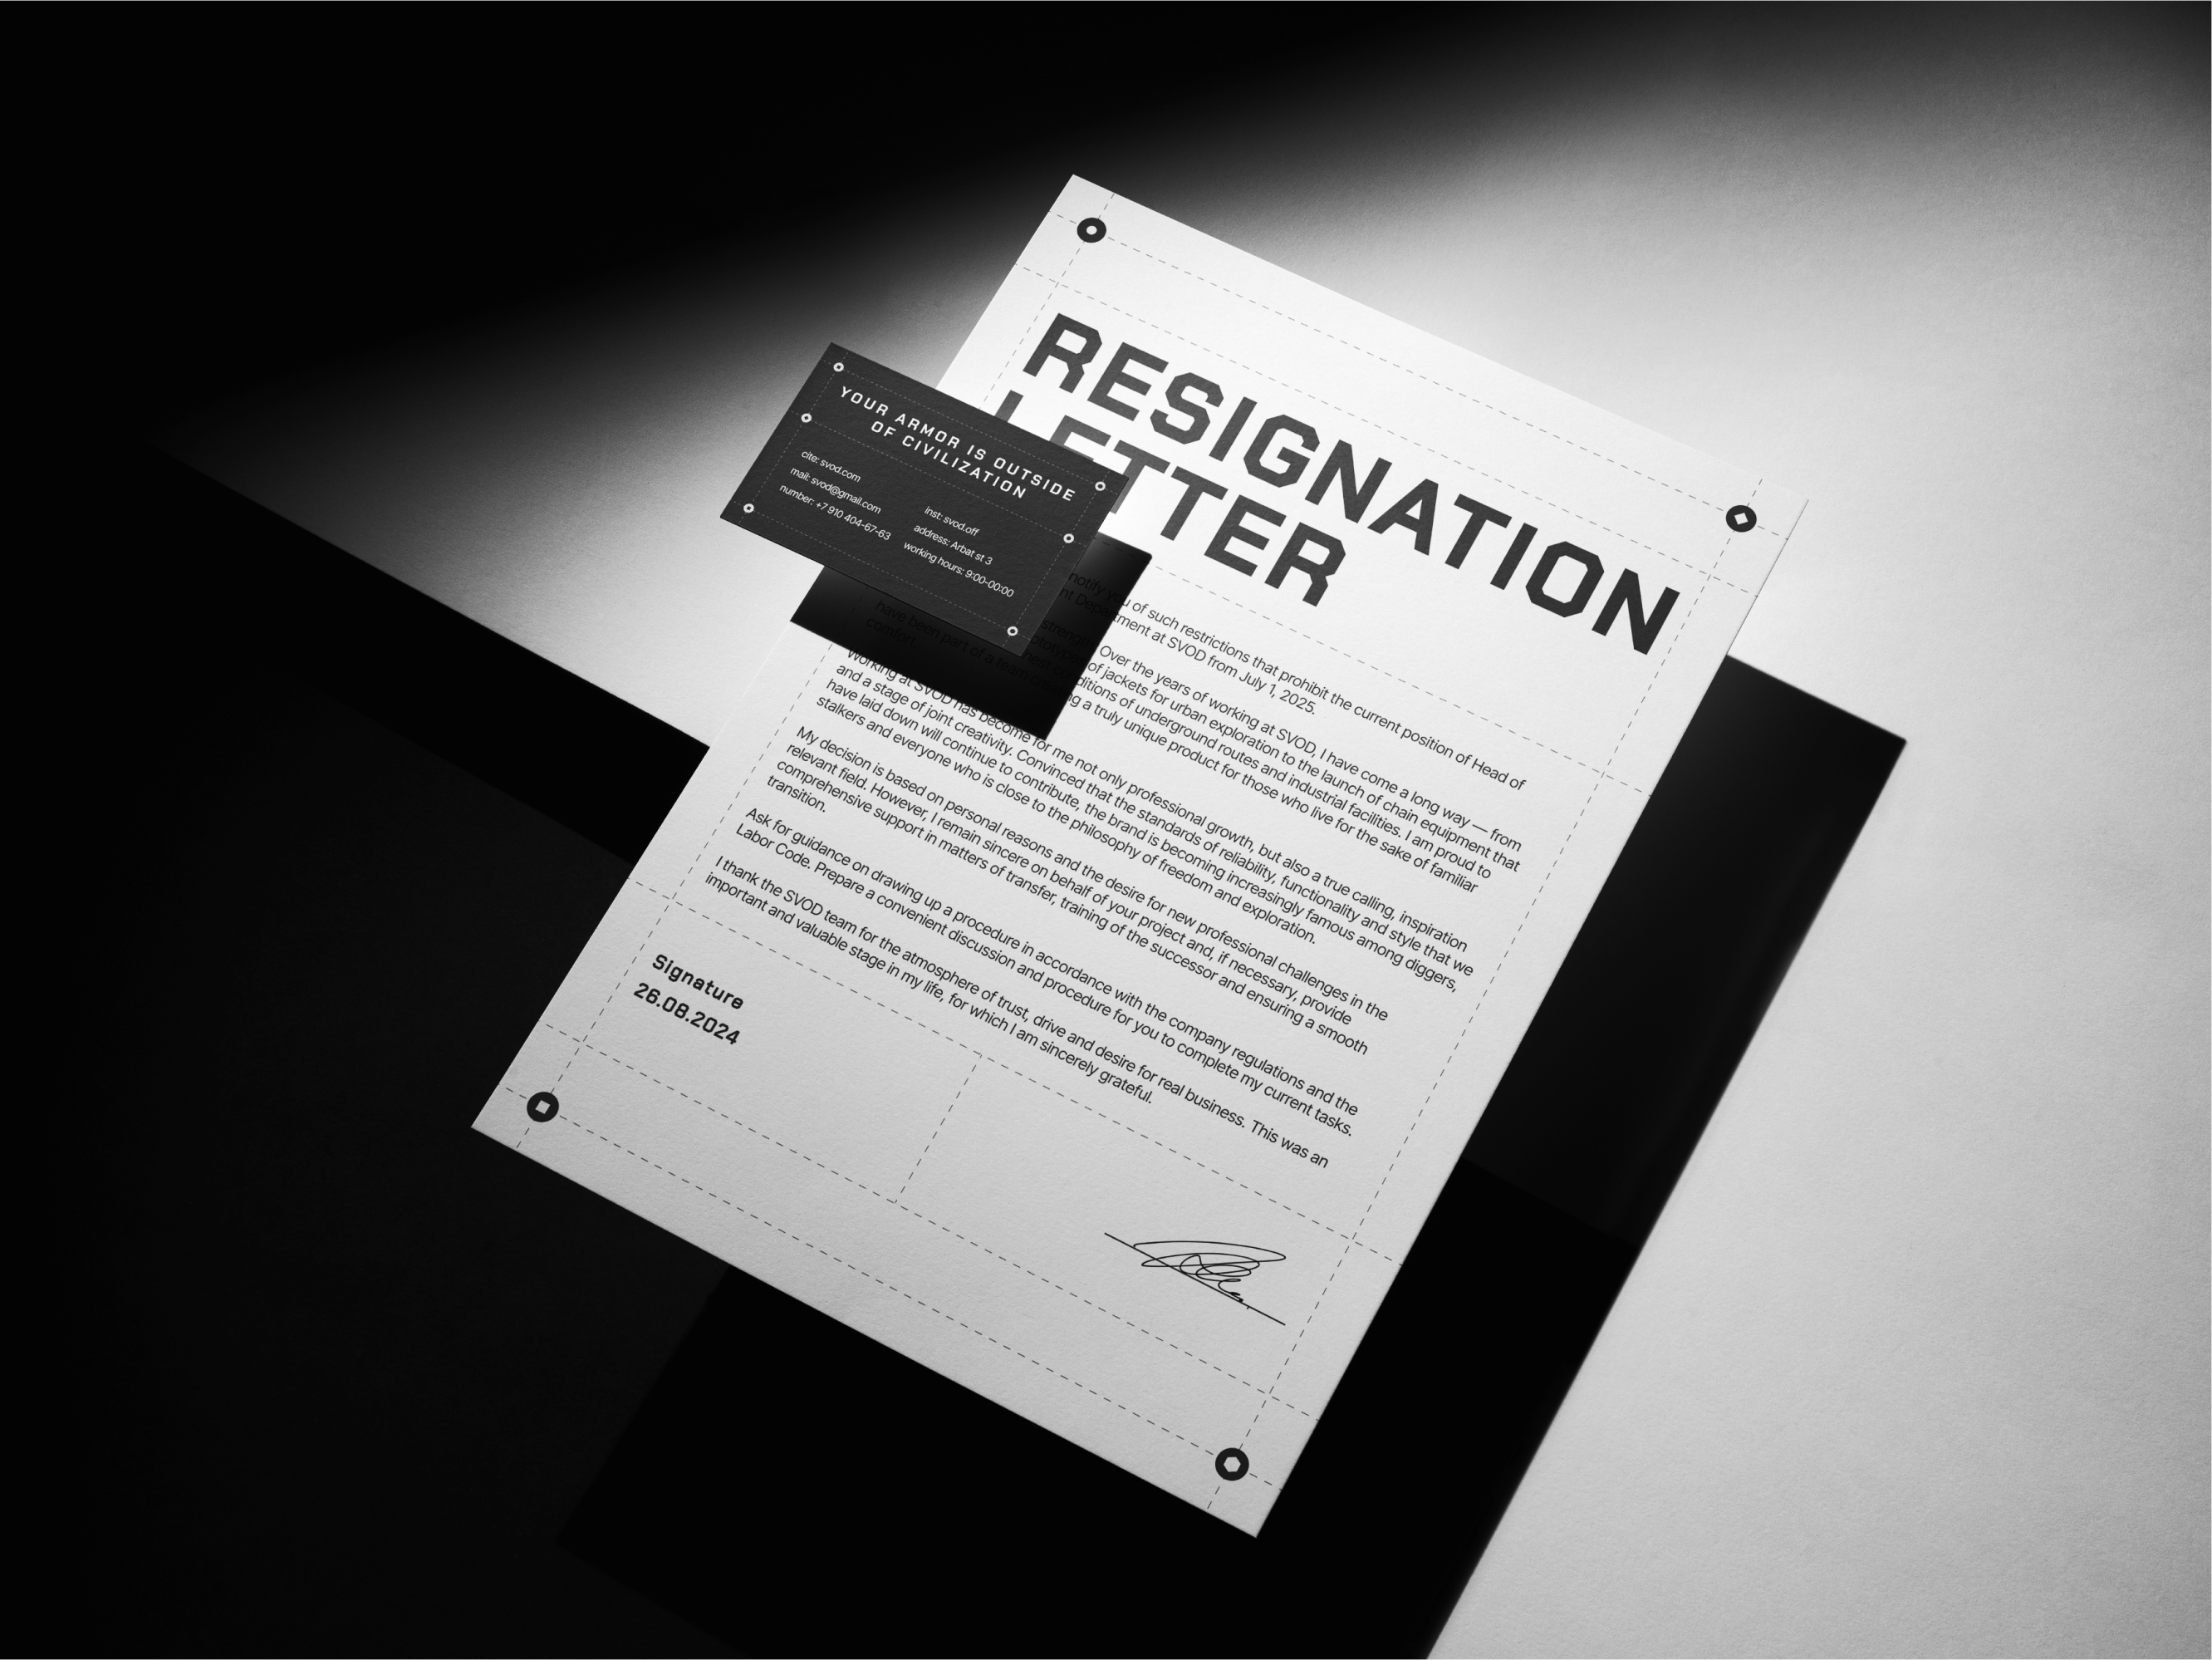 RESIGNATION
LETTER
YOUR ARMOR IS OUTSIDE
OF CIVILIZATION
cite: svod.com
mail: svod@gmail.com
number: +7 910 404-67-63
inst: svod.off
address: Arbat st 3
working hours: 9:00-00:00
notify you of such restrictions that prohibit the current position of Head of
Department at SVOD from July 1, 2025.
Over the years of working at SVOD, I have come a long way — from
of jackets for urban exploration to the launch of chain equipment that
conditions of underground routes and industrial facilities. I am proud to
have been part of a team creating a truly unique product for those who live for the sake of familiar
comfort.
Working at SVOD has become for me not only professional growth, but also a true calling, inspiration
and a stage of joint creativity. Convinced that the standards of reliability, functionality and style that we
have laid down will continue to contribute, the brand is becoming increasingly famous among diggers,
stalkers and everyone who is close to the philosophy of freedom and exploration.
My decision is based on personal reasons and the desire for new professional challenges in the
relevant field. However, I remain sincere on behalf of your project and, if necessary, provide
comprehensive support in matters of transfer, training of the successor and ensuring a smooth
transition.
Ask for guidance on drawing up a procedure in accordance with the company regulations and the
Labor Code. Prepare a convenient discussion and procedure for you to complete my current tasks.
I thank the SVOD team for the atmosphere of trust, drive and desire for real business. This was an
important and valuable stage in my life, for which I am sincerely grateful.
Signature
26.08.2024